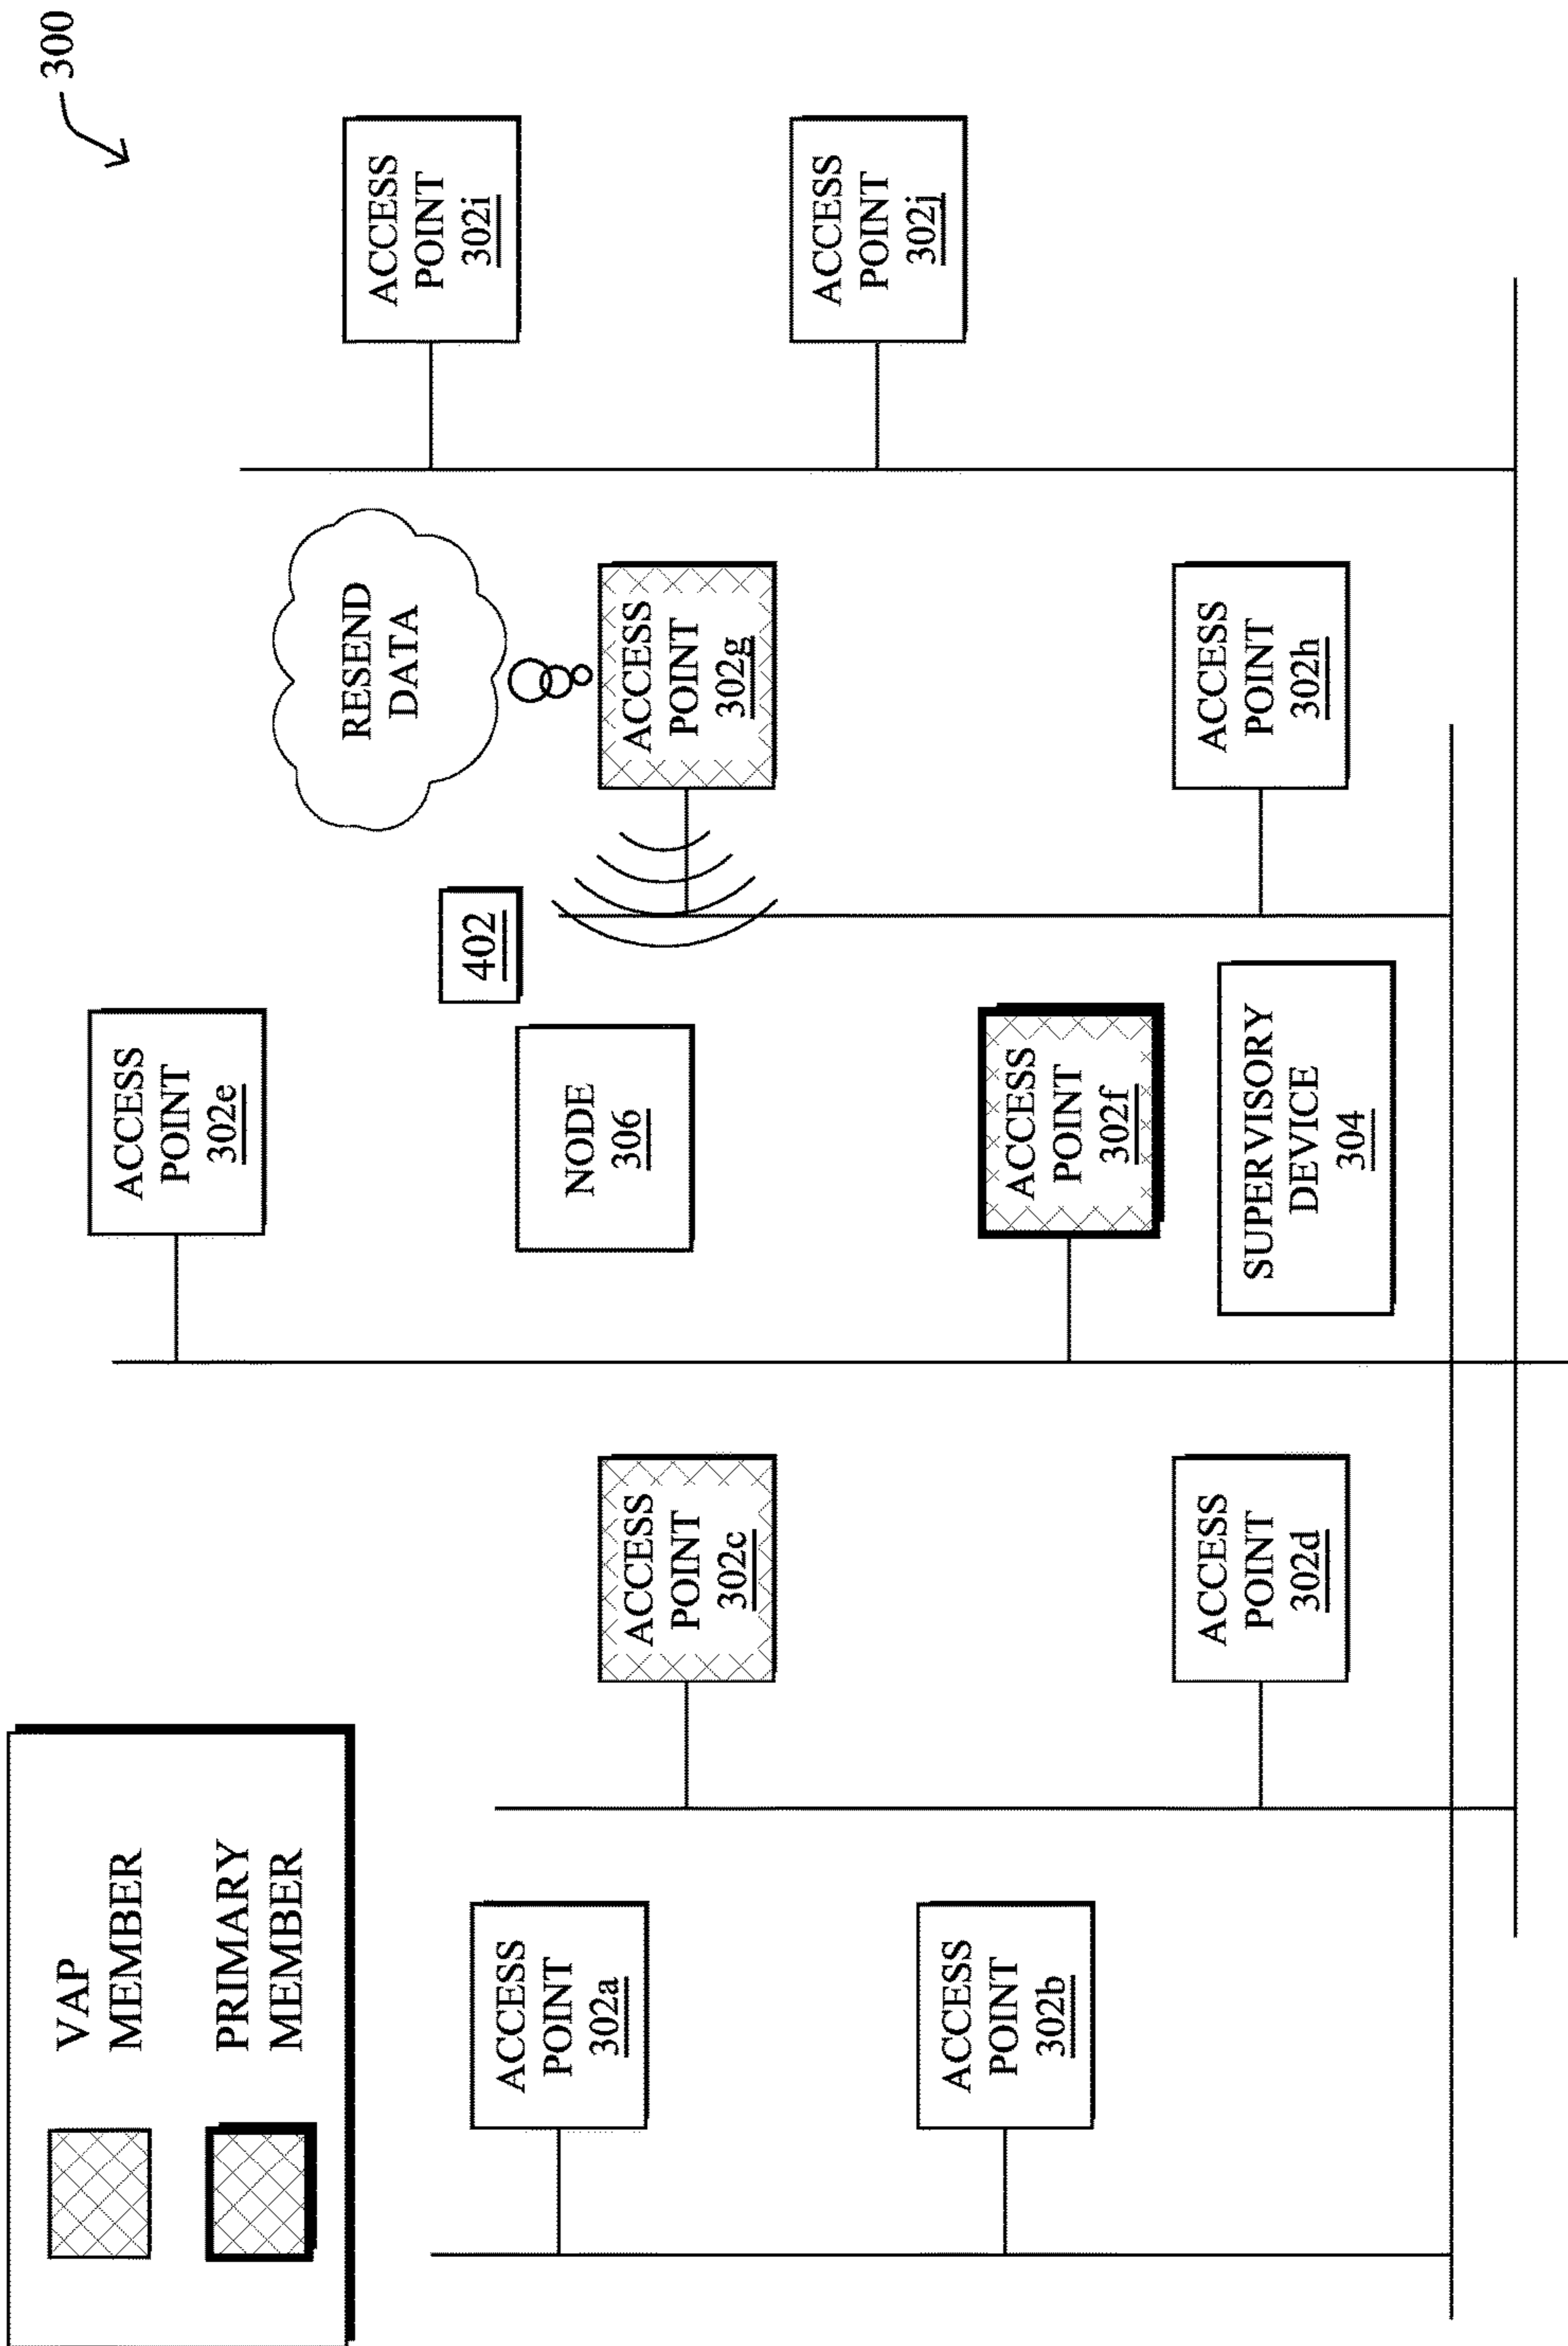 300
VAP
MEMBER
PRIMARY
MEMBER
ACCESS
POINT
302a
ACCESS
POINT
302b
ACCESS
POINT
302c
ACCESS
POINT
302d
ACCESS
POINT
302e
NODE
306
402
ACCESS
POINT
302f
SUPERVISORY
DEVICE
304
RESEND
DATA
ACCESS
POINT
302g
ACCESS
POINT
302h
ACCESS
POINT
302i
ACCESS
POINT
302j